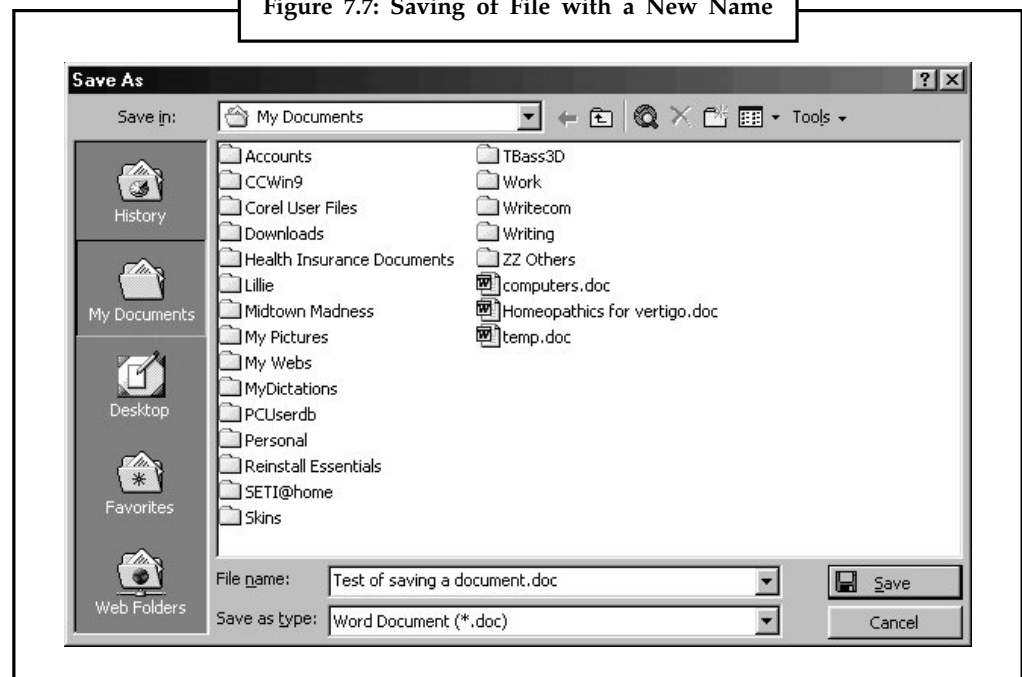 Figure 7.7: Saving of File with a New Name
Save As
Save in:
My Documents
Tools
History
My Documents
Desktop
Favorites
Web Folders
Accounts
CCWin9
Corel User Files
Downloads
Health Insurance Documents
Lillie
Midtown Madness
My Pictures
My Webs
MyDictations
PCUserdb
Personal
Reinstall Essentials
SETI@home
Skins
TBass3D
Work
Writecom
Writing
ZZ Others
computers.doc
Homeopathics for vertigo.doc
temp.doc
File name:
Test of saving a document.doc
Save
Save as type:
Word Document (*.doc)
Cancel